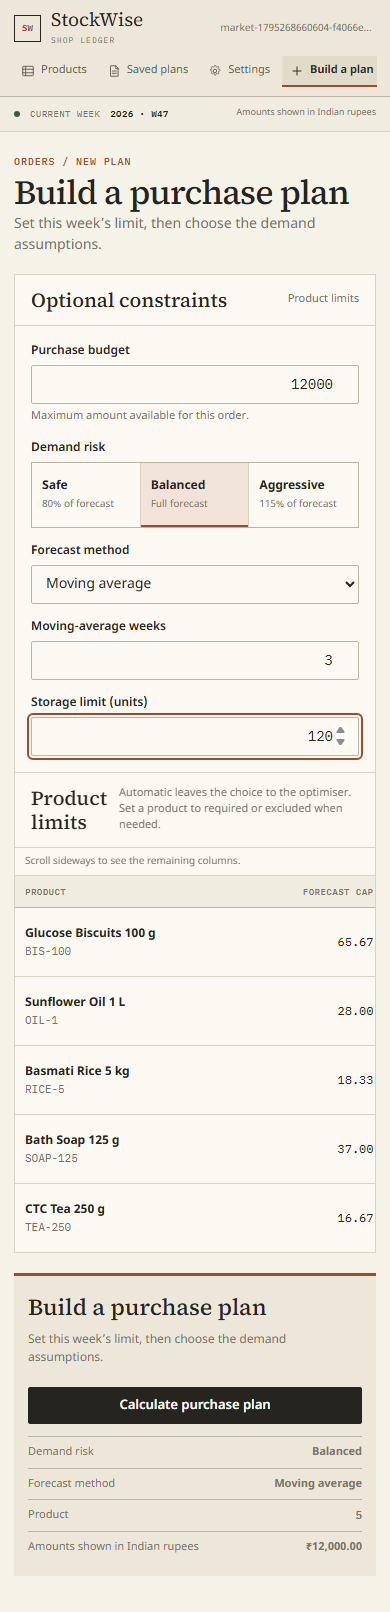 SW
StockWise
SHOP LEDGER
market-1795268660604-f4066e...
Products
Saved plans
Settings
Build a plan
CURRENT WEEK 2026 • W47
Amounts shown in Indian rupees
ORDERS / NEW PLAN
Build a purchase plan
Set this week's limit, then choose the demand
assumptions.
Optional constraints
Product limits
Purchase budget
12000
Maximum amount available for this order.
Demand risk
Safe
80% of forecast
Balanced
Full forecast
Aggressive
115% of forecast
Forecast method
Moving average
Moving-average weeks
3
Storage limit (units)
120
Product
limits
Automatic leaves the choice to the optimiser.
Set a product to required or excluded when
needed.
Scroll sideways to see the remaining columns.
PRODUCT
FORECAST CAP
Glucose Biscuits 100 g
BIS-100
65.67
Sunflower Oil 1 L
OIL-1
28.00
Basmati Rice 5 kg
RICE-5
18.33
Bath Soap 125 g
SOAP-125
37.00
CTC Tea 250 g
TEA-250
16.67
Build a purchase plan
Set this week's limit, then choose the demand
assumptions.
Calculate purchase plan
Demand risk
Balanced
Forecast method
Moving average
Product
5
Amounts shown in Indian rupees
₹12,000.00